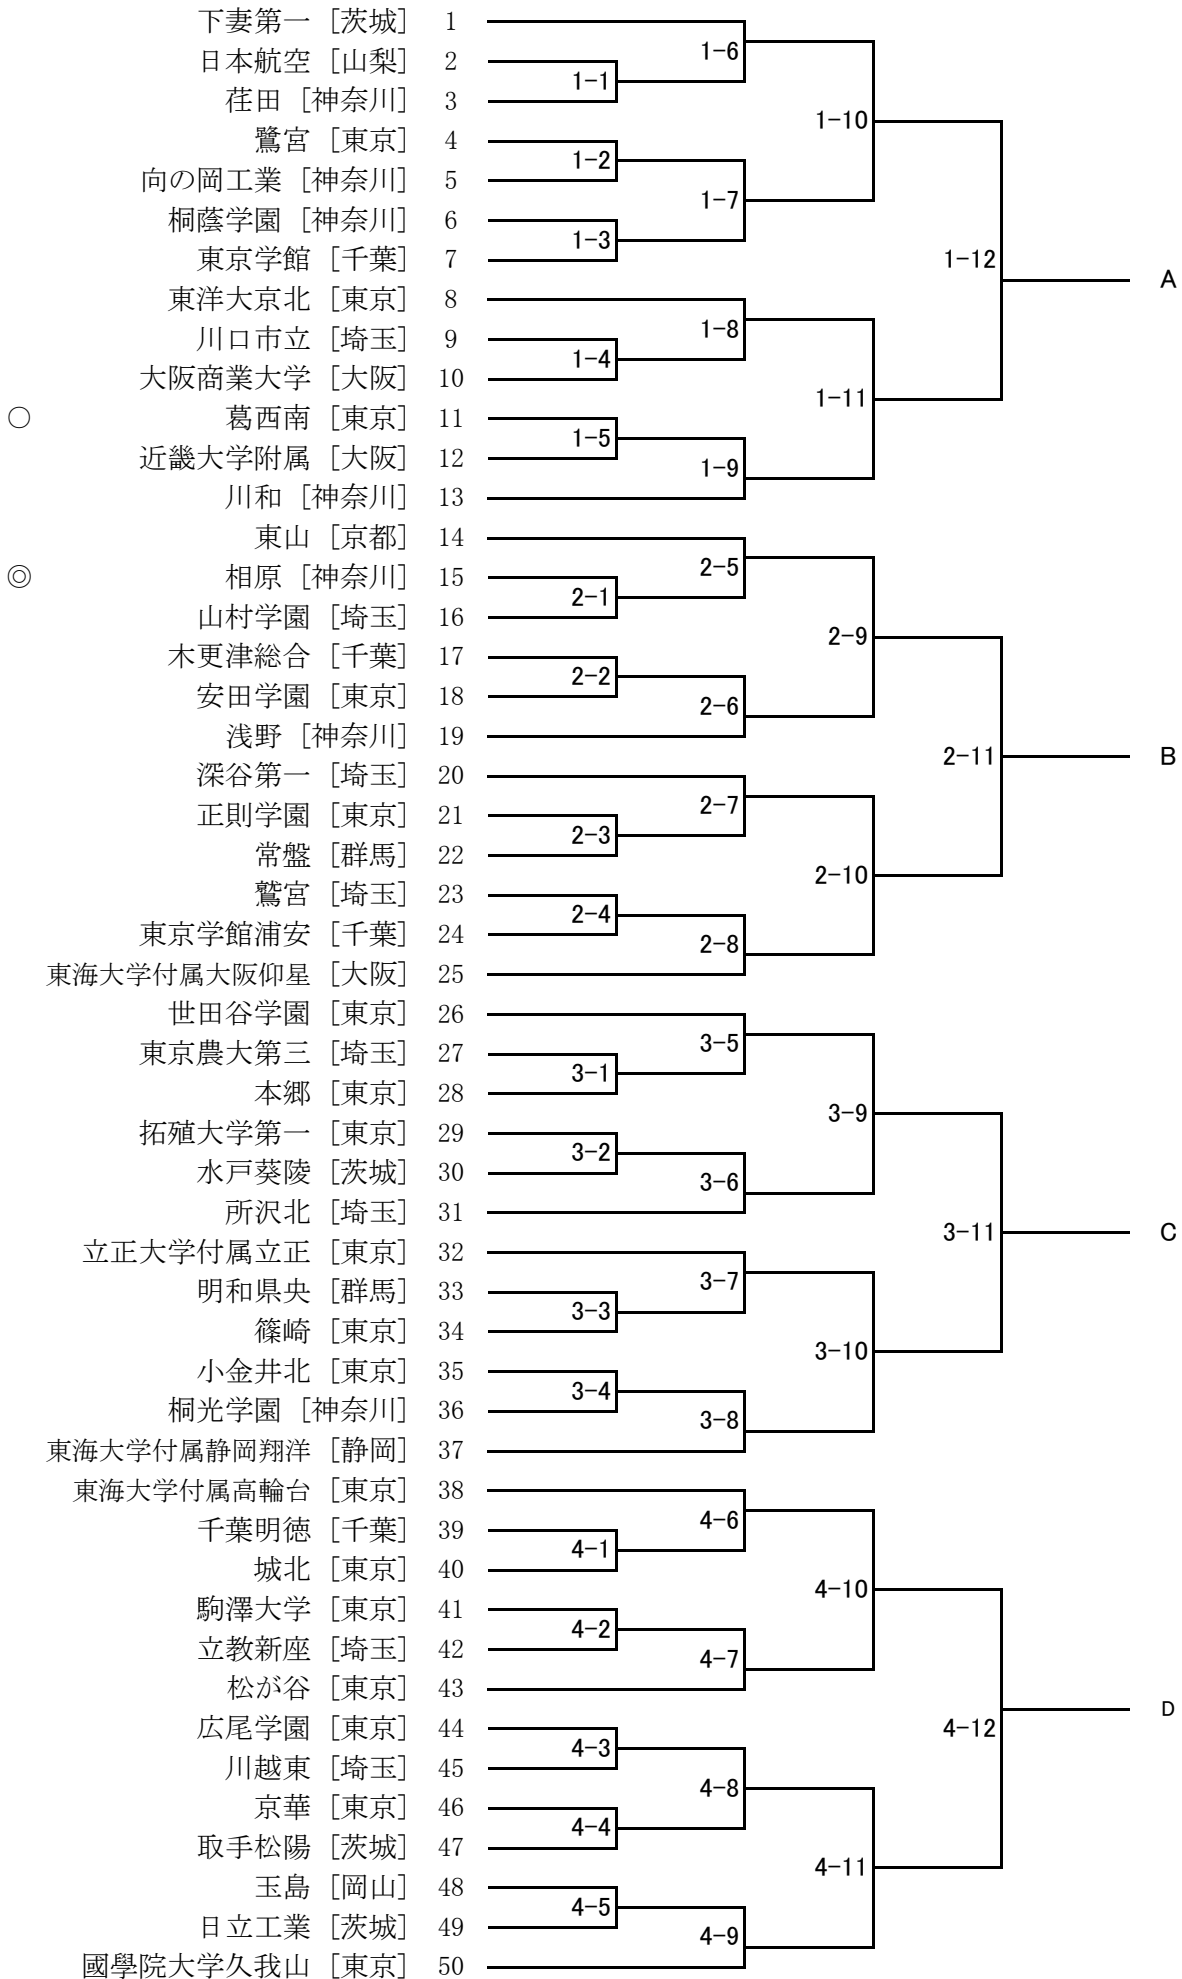 下妻第一 [茨城] 1
1-6
日本航空 [山梨] 2
1-1
荏田 [神奈川] 3
1-10
鷺宮 [東京] 4
1-2
向の岡工業 [神奈川] 5
1-7
桐蔭学園 [神奈川] 6
1-3
東京学館 [千葉] 7
1-12
A
東洋大京北 [東京] 8
1-8
川口市立 [埼玉] 9
1-4
大阪商業大学 [大阪] 10
1-11
○ 葛西南 [東京] 11
1-5
近畿大学附属 [大阪] 12
1-9
川和 [神奈川] 13
東山 [京都] 14
2-5
◎ 相原 [神奈川] 15
2-1
山村学園 [埼玉] 16
2-9
木更津総合 [千葉] 17
2-2
安田学園 [東京] 18
2-6
浅野 [神奈川] 19
2-11 B
深谷第一 [埼玉] 20
2-7
正則学園 [東京] 21
2-3
常盤 [群馬] 22
2-10
鷲宮 [埼玉] 23
2-4
東京学館浦安 [千葉] 24
2-8
東海大学付属大阪仰星 [大阪] 25
世田谷学園 [東京] 26
3-5
東京農大第三 [埼玉] 27
3-1
本郷 [東京] 28
3-9
拓殖大学第一 [東京] 29
3-2
水戸葵陵 [茨城] 30
3-6
所沢北 [埼玉] 31
3-11 C
立正大学付属立正 [東京] 32
3-7
明和県央 [群馬] 33
3-3
篠崎 [東京] 34
3-10
小金井北 [東京] 35
3-4
桐光学園 [神奈川] 36
3-8
東海大学付属静岡翔洋 [静岡] 37
東海大学付属高輪台 [東京] 38
4-6
千葉明徳 [千葉] 39
4-1
城北 [東京] 40
4-10
駒澤大学 [東京] 41
4-2
立教新座 [埼玉] 42
4-7
松が谷 [東京] 43
D
広尾学園 [東京] 44
4-12
4-3
川越東 [埼玉] 45
4-8
京華 [東京] 46
4-4
取手松陽 [茨城] 47
4-11
玉島 [岡山] 48
4-5
日立工業 [茨城] 49
4-9
國學院大学久我山 [東京] 50